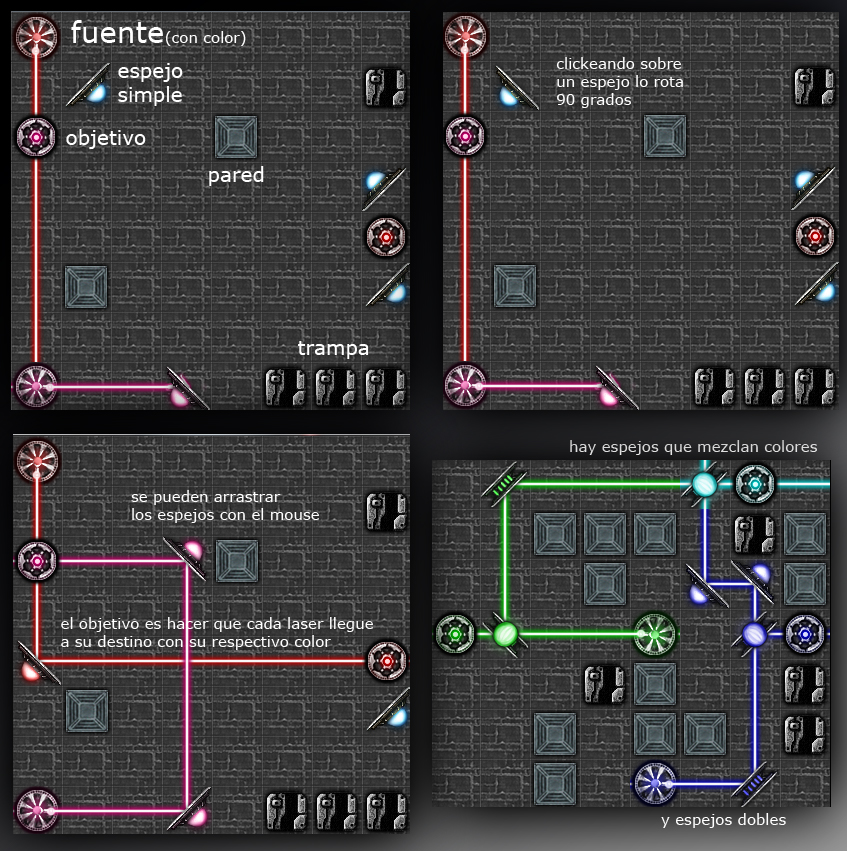 fuente(con color)
espejo
simple
objetivo
pared
trampa
clickeando sobre
un espejo lo rota
90 grados
se pueden arrastrar
los espejos con el mouse
el objetivo es hacer que cada laser llegue
a su destino con su respectivo color
hay espejos que mezclan colores
y espejos dobles